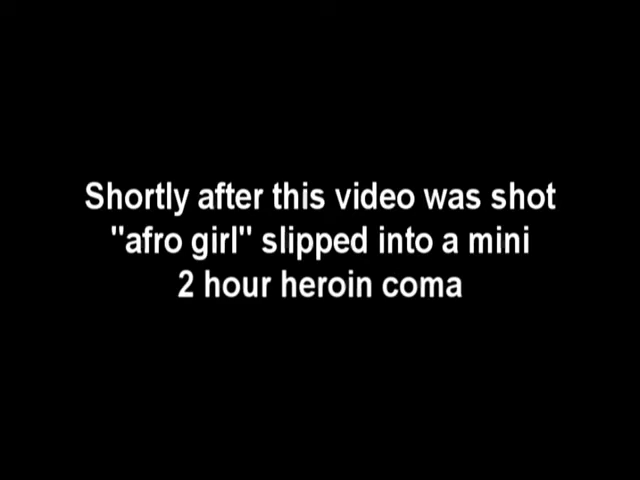 Shortly after this video was shot
"afro girl" slipped into a mini
2 hour heroin coma